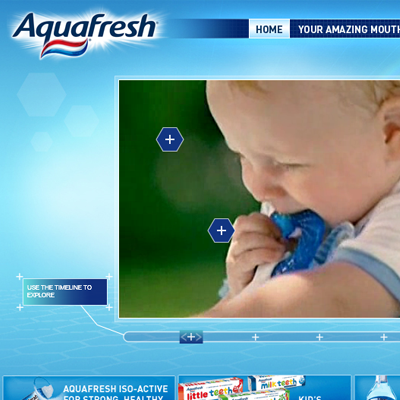 Aquafresh®
HOME YOUR AMAZING MOUTH
USE THE TIMELINE TO
EXPLORE
AQUAFRESH ISO-ACTIVE
FOR STRONG, HEALTHY
little teeth
milk teeth
KID'S